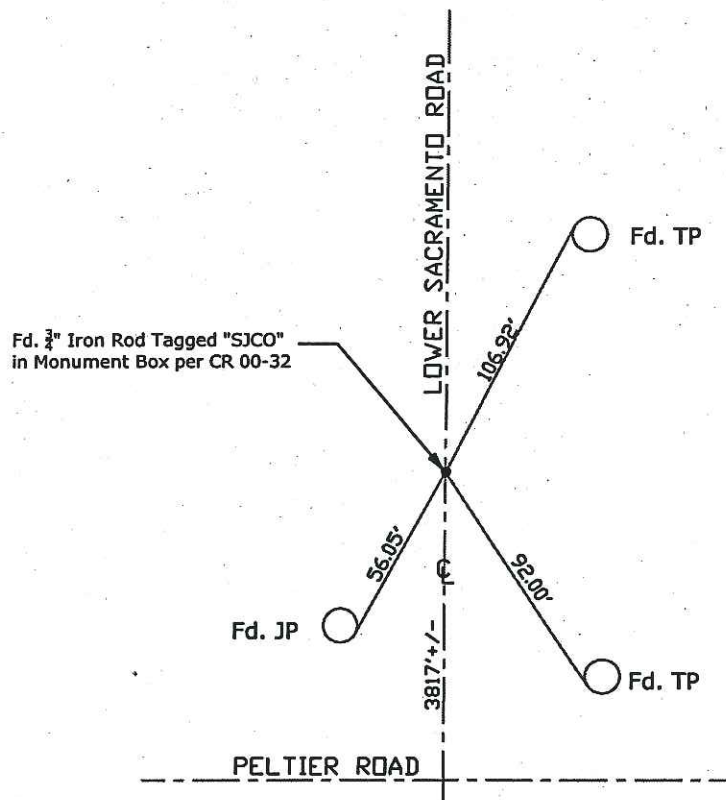 LOWER SACRAMENTO ROAD
Fd. TP
106.92'
Fd. 3/4" Iron Rod Tagged "SJCO"
in Monument Box per CR 00-32
56.05'
92.00'
℄
Fd. JP
3817'+/-
Fd. TP
PELTIER ROAD